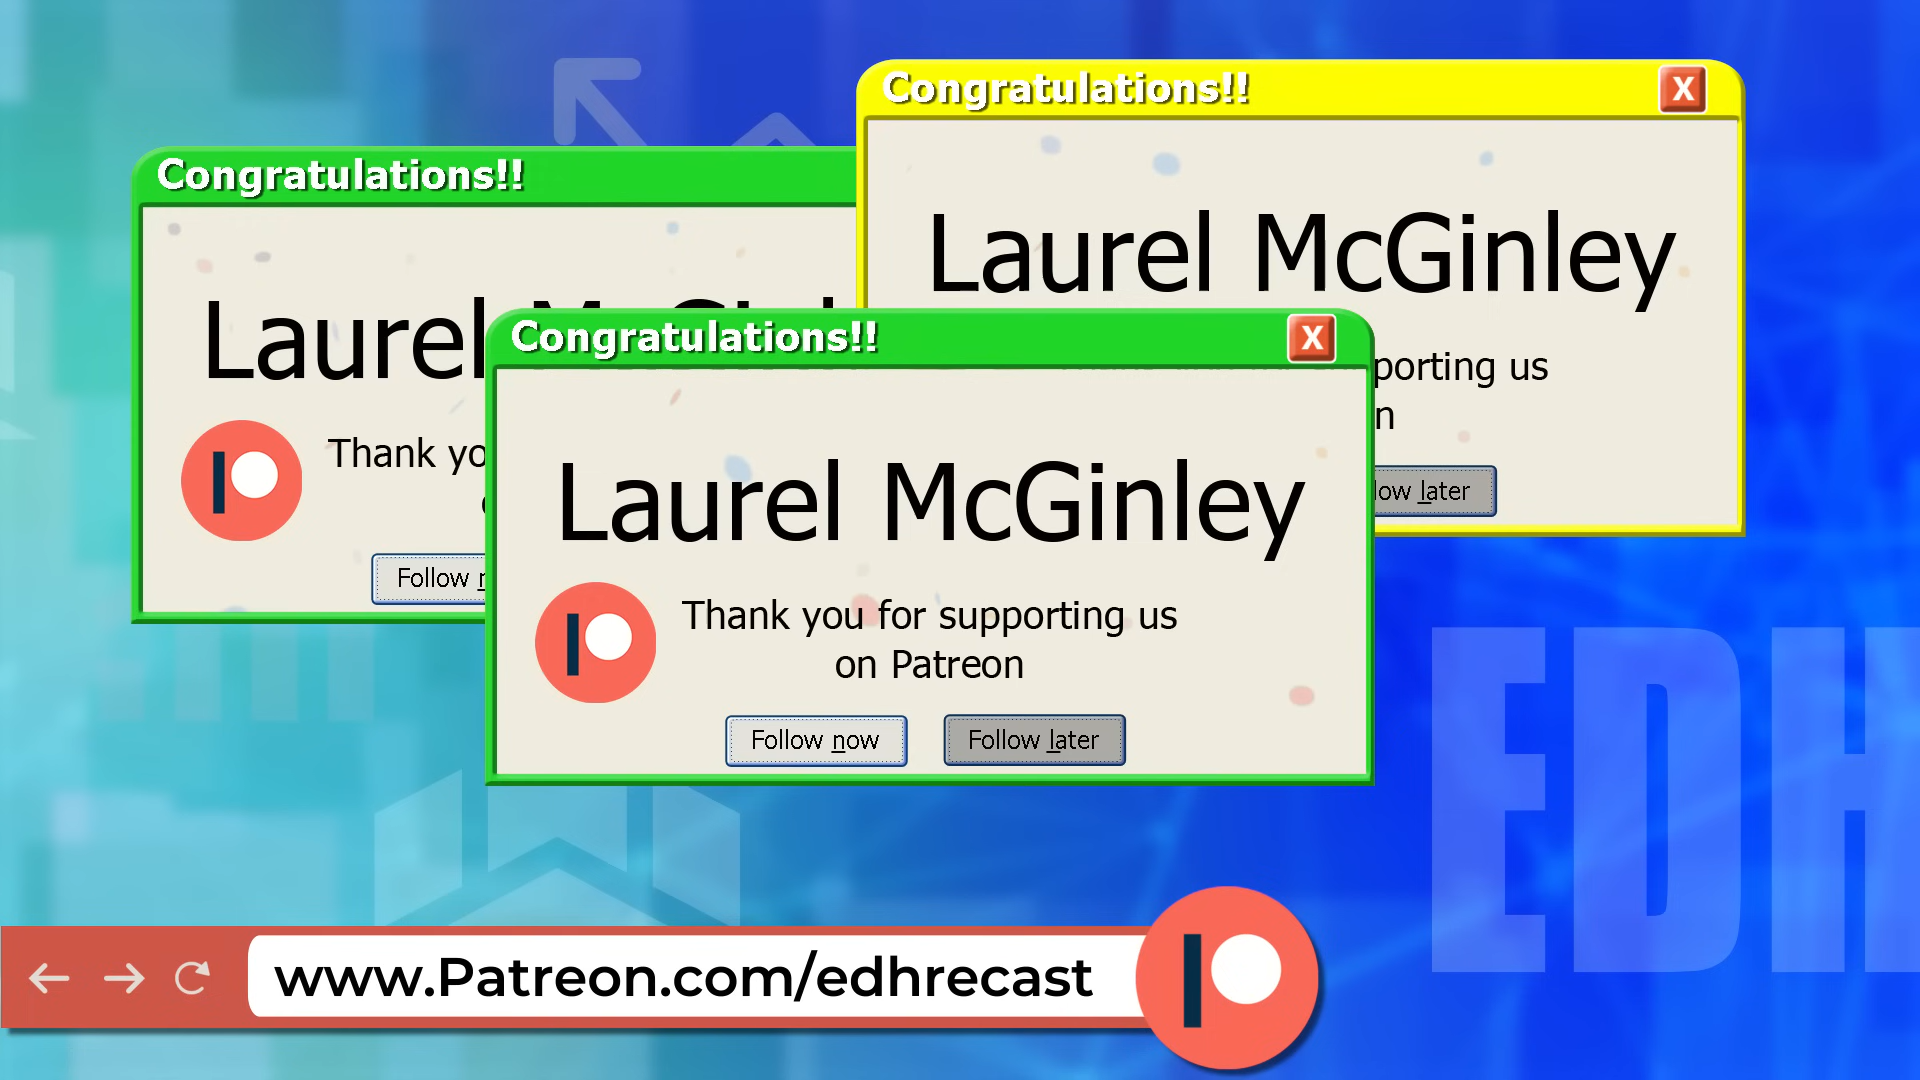 Congratulations!!
X
Laurel McGinley
porting us
n
low later
Congratulations!!
Laurel
Thank yo
Follow
Congratulations!!
X
Laurel McGinley
Thank you for supporting us
on Patreon
Follow now
Follow later
EDH
www.Patreon.com/edhrecast